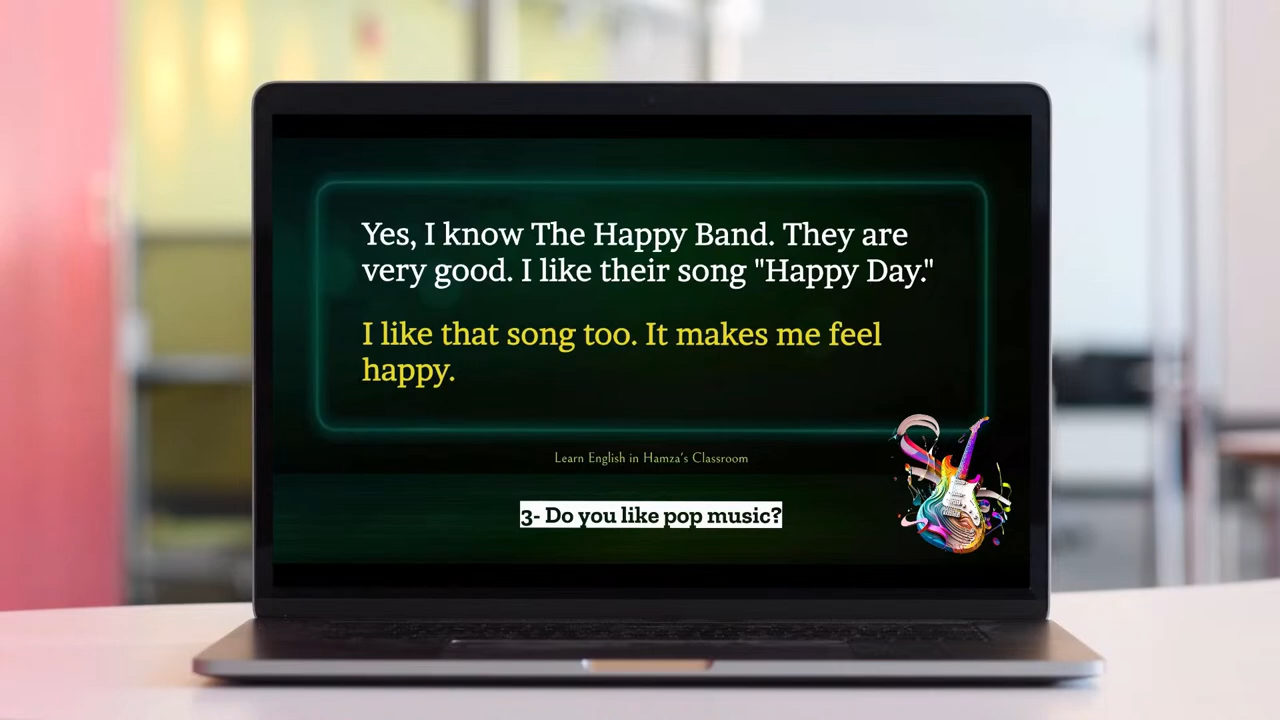 Yes, I know The Happy Band. They are
very good. I like their song "Happy Day."
I like that song too. It makes me feel
happy.
Learn English in Hamza's Classroom
3- Do you like pop music?